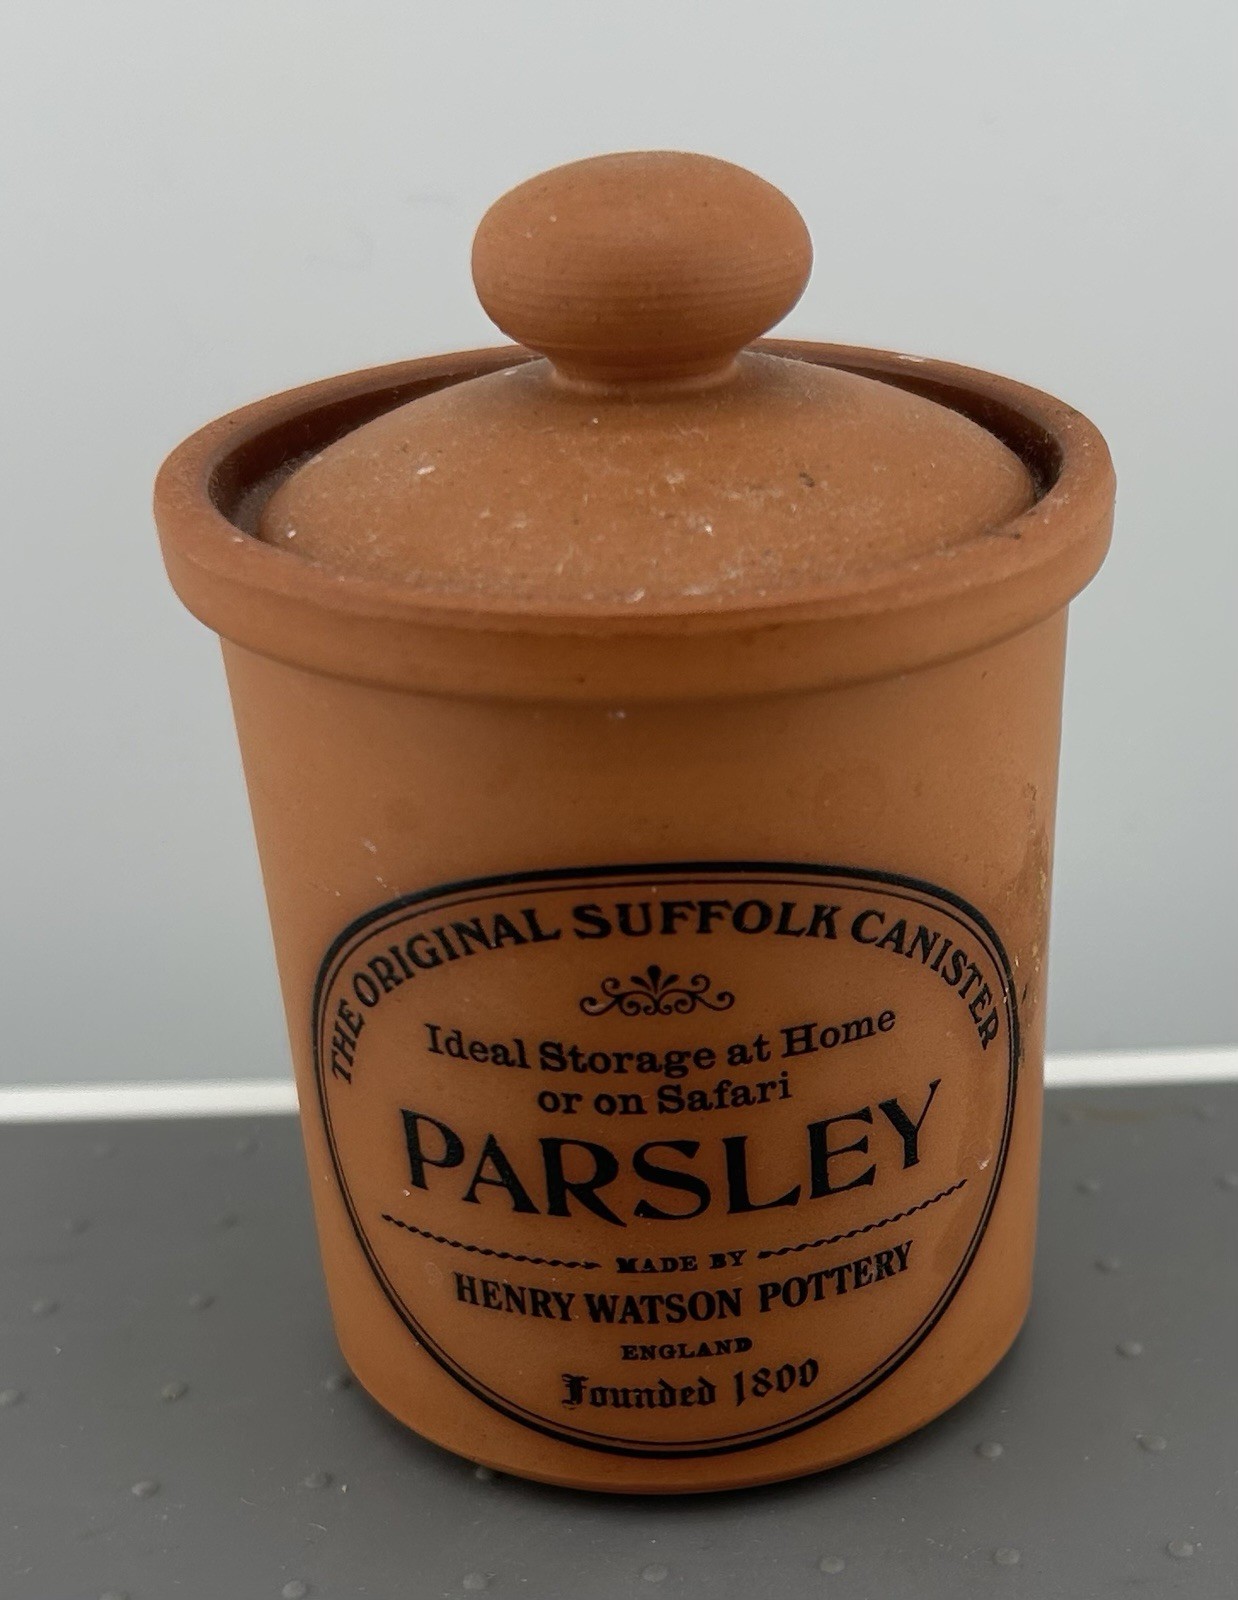 THE ORIGINAL SUFFOLK CANISTER
Ideal Storage at Home
or on Safari
PARSLEY
MADE BY
HENRY WATSON POTTERY
ENGLAND
Founded 1800